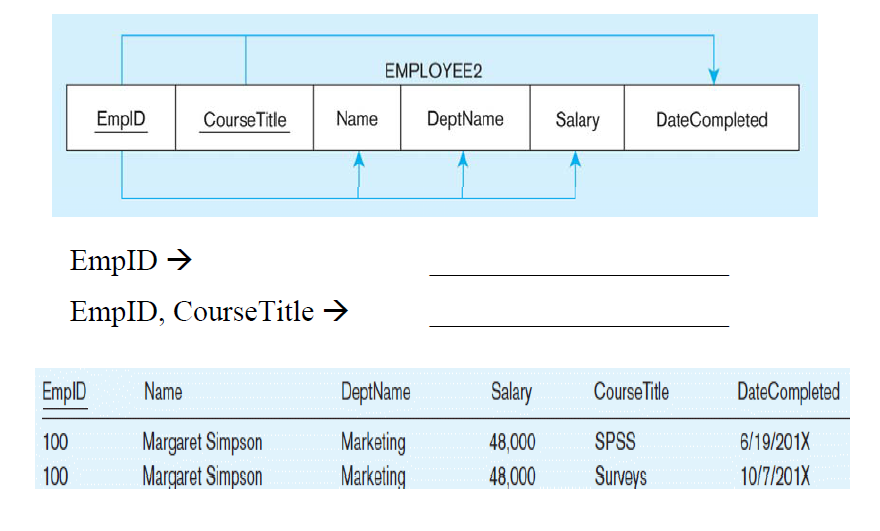 EMPLOYEE2
EmpID CourseTitle Name DeptName Salary DateCompleted
EmpID →
EmpID, CourseTitle →
EmpID Name DeptName Salary CourseTitle DateCompleted
100 Margaret Simpson Marketing 48,000 SPSS 6/19/201X
100 Margaret Simpson Marketing 48,000 Surveys 10/7/201X